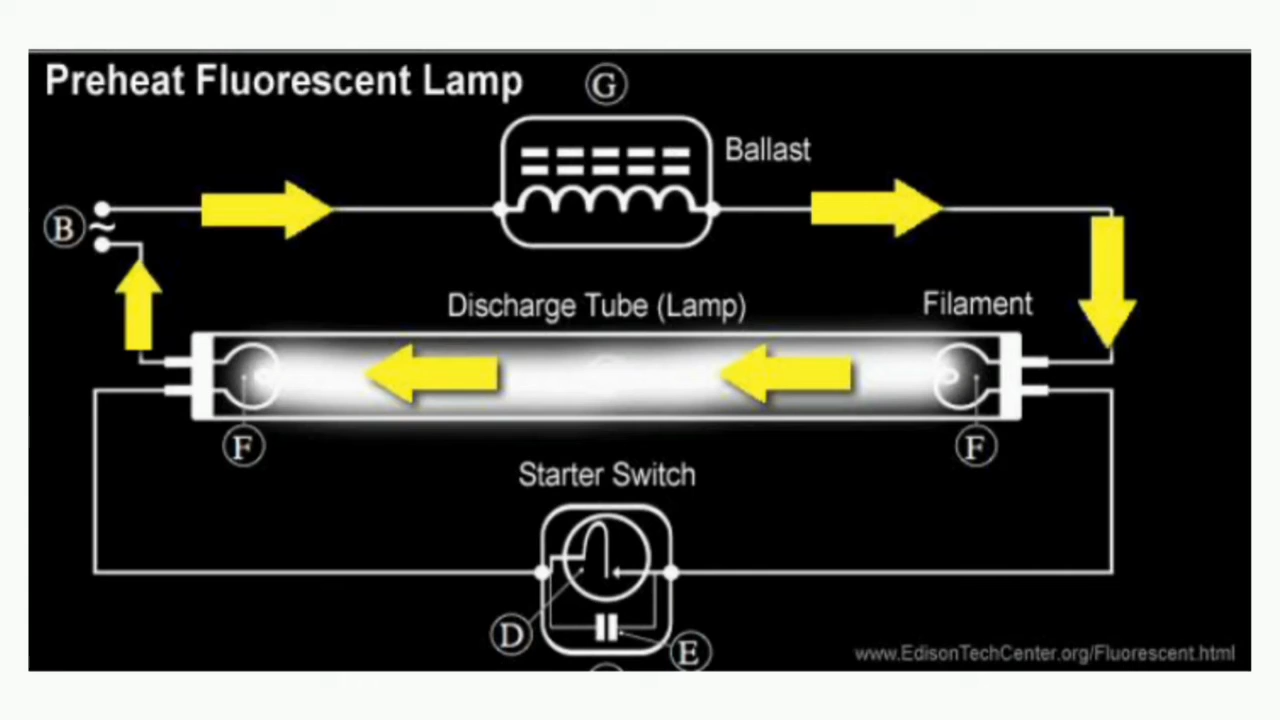 Preheat Fluorescent Lamp
G
Ballast
B
~
Discharge Tube (Lamp)
Filament
F
F
Starter Switch
D
E
www.EdisonTechCenter.org/Fluorescent.html